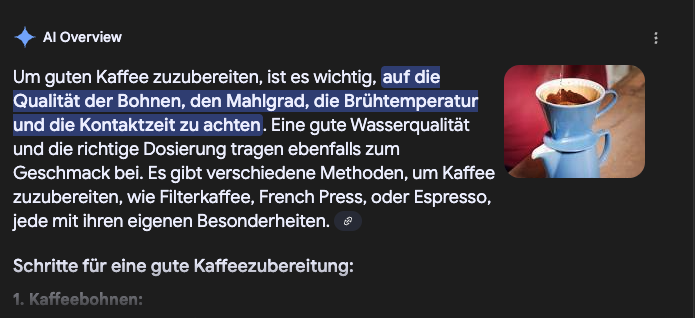 AI Overview
Um guten Kaffee zuzubereiten, ist es wichtig, auf die
Qualität der Bohnen, den Mahlgrad, die Brühtemperatur
und die Kontaktzeit zu achten. Eine gute Wasserqualität
und die richtige Dosierung tragen ebenfalls zum
Geschmack bei. Es gibt verschiedene Methoden, um Kaffee
zuzubereiten, wie Filterkaffee, French Press, oder Espresso,
jede mit ihren eigenen Besonderheiten.
Schritte für eine gute Kaffeezubereitung:
1. Kaffeebohnen: